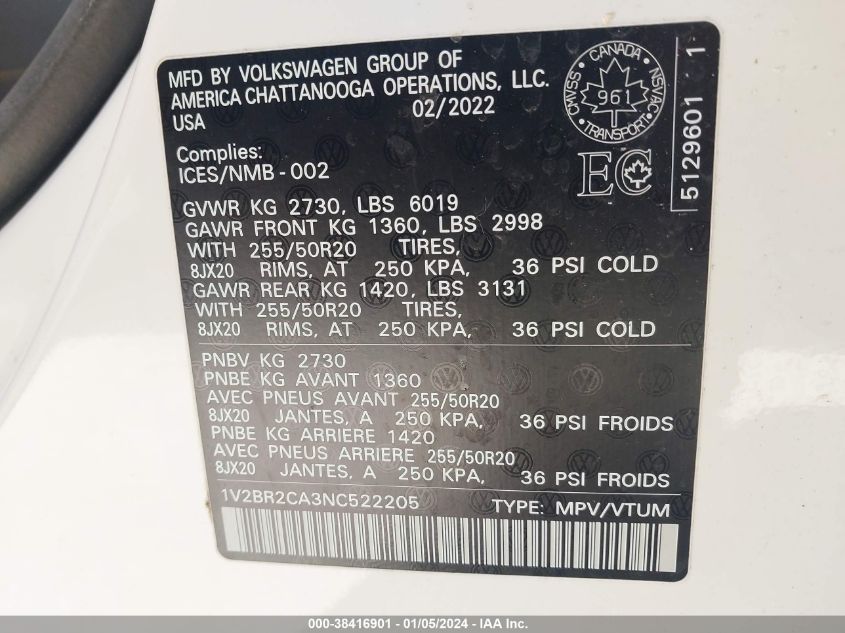 MFD BY VOLKSWAGEN GROUP OF
AMERICA CHATTANOOGA OPERATIONS, LLC.
USA 02/2022
CANADA
CMVSS 961 NSVAC
TRANSPORT
EC
5129601 1
Complies:
ICES/NMB-002
GVWR KG 2730, LBS 6019
GAWR FRONT KG 1360, LBS 2998
WITH 255/50R20 TIRES,
8JX20 RIMS, AT 250 KPA, 36 PSI COLD
GAWR REAR KG 1420, LBS 3131
WITH 255/50R20 TIRES,
8JX20 RIMS, AT 250 KPA, 36 PSI COLD
PNBV KG 2730
PNBE KG AVANT 1360
AVEC PNEUS AVANT 255/50R20
8JX20 JANTES, A 250 KPA, 36 PSI FROIDS
PNBE KG ARRIERE 1420
AVEC PNEUS ARRIERE 255/50R20
8JX20 JANTES, A 250 KPA, 36 PSI FROIDS
1V2BR2CA3NC522205 TYPE: MPV/VTUM
000-38416901 - 01/05/2024 - IAA Inc.